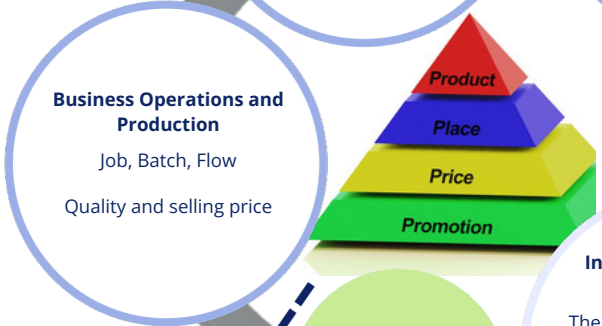 Business Operations and
Production
Job, Batch, Flow
Quality and selling price
Product
Place
Price
Promotion
In
The